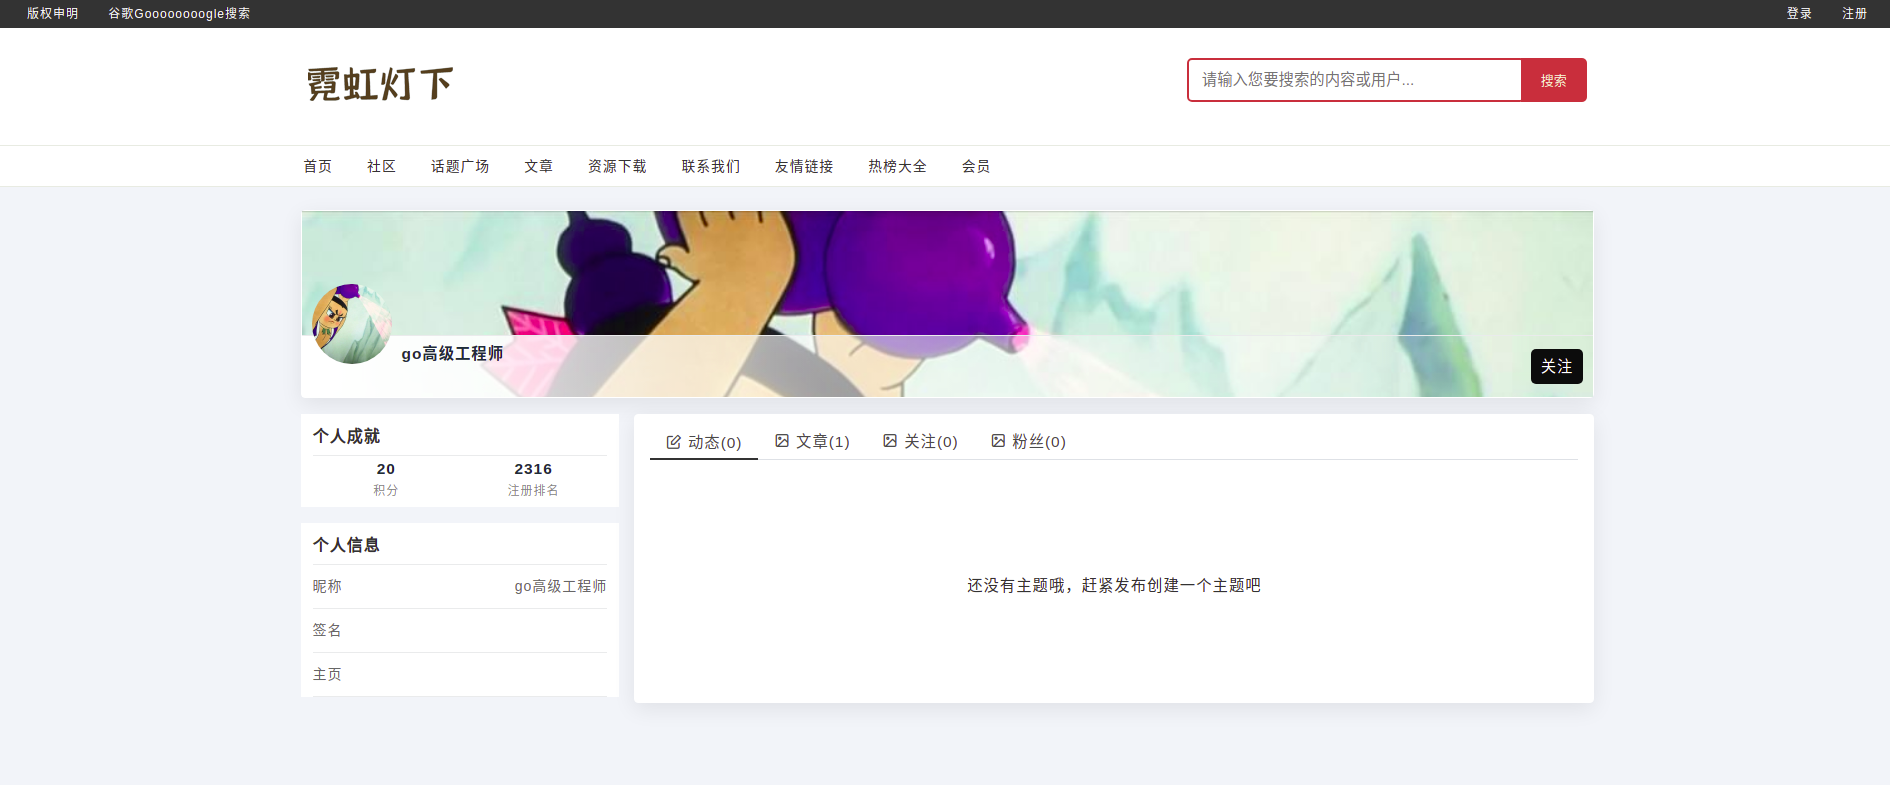 版权申明 谷歌Goooooooogle搜索 登录 注册
霓虹灯下
请输入您要搜索的内容或用户... 搜索
首页 社区 话题广场 文章 资源下载 联系我们 友情链接 热榜大全 会员
go高级工程师
关注
个人成就
20 2316
积分 注册排名
个人信息
昵称 go高级工程师
签名
主页
动态(0) 文章(1) 关注(0) 粉丝(0)
还没有主题哦，赶紧发布创建一个主题吧